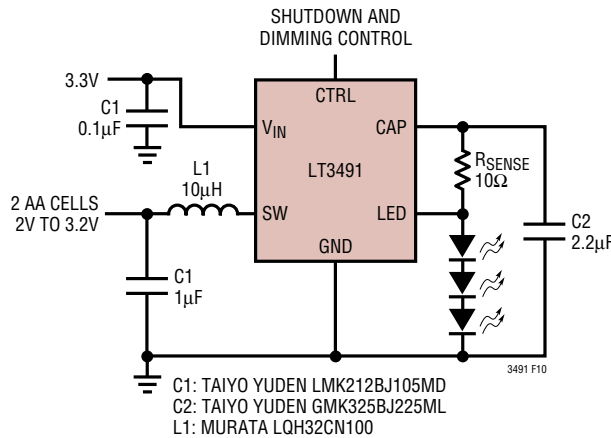 SHUTDOWN AND
DIMMING CONTROL
3.3V
C1
0.1µF
CTRL
VIN
CAP
LT3491
RSENSE
10Ω
L1
10µH
2 AA CELLS
2V TO 3.2V
SW
LED
GND
C2
2.2µF
C1
1µF
3491 F10
C1: TAIYO YUDEN LMK212BJ105MD
C2: TAIYO YUDEN GMK325BJ225ML
L1: MURATA LQH32CN100